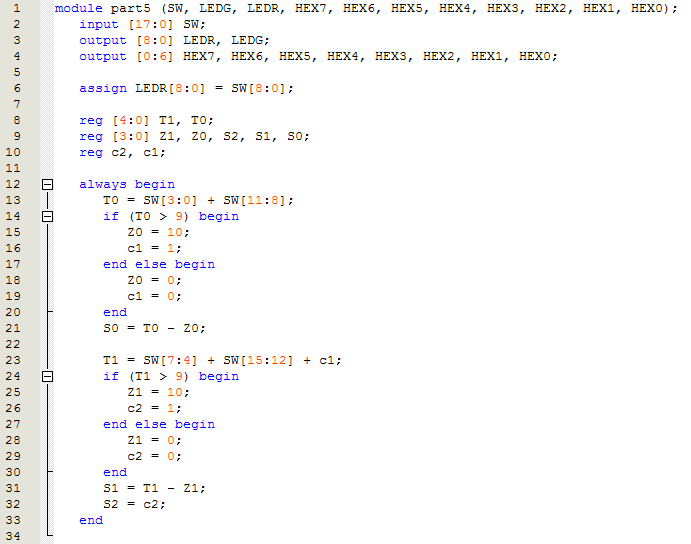 1 module part5 (SW, LEDG, LEDR, HEX7, HEX6, HEX5, HEX4, HEX3, HEX2, HEX1, HEX0);
2 input [17:0] SW;
3 output [8:0] LEDR, LEDG;
4 output [0:6] HEX7, HEX6, HEX5, HEX4, HEX3, HEX2, HEX1, HEX0;
5
6 assign LEDR[8:0] = SW[8:0];
7
8 reg [4:0] T1, T0;
9 reg [3:0] Z1, Z0, S2, S1, S0;
10 reg c2, c1;
11
12 always begin
13 T0 = SW[3:0] + SW[11:8];
14 if (T0 > 9) begin
15 Z0 = 10;
16 c1 = 1;
17 end else begin
18 Z0 = 0;
19 c1 = 0;
20 end
21 S0 = T0 - Z0;
22
23 T1 = SW[7:4] + SW[15:12] + c1;
24 if (T1 > 9) begin
25 Z1 = 10;
26 c2 = 1;
27 end else begin
28 Z1 = 0;
29 c2 = 0;
30 end
31 S1 = T1 - Z1;
32 S2 = c2;
33 end
34